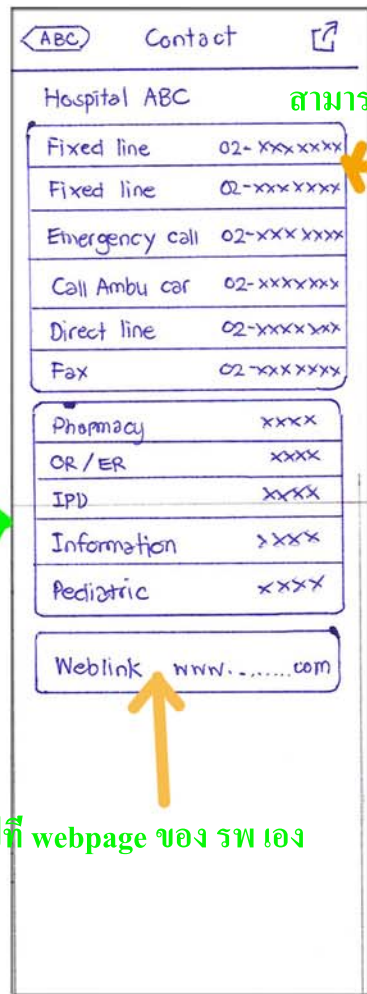 ABC Contact
Hospital ABC
สามาร
Fixed line 02-xxxxxxx
Fixed line 02-xxxxxxx
Emergency call 02-xxxxxxx
Call Ambu car 02-xxxxxxx
Direct line 02-xxxxxxx
Fax 02-xxxxxxx
Pharmacy xxxx
OR/ER xxxx
IPD xxxx
Information xxxx
Pediatric xxxx
Weblink www........com
ที่ webpage ของ รพ เอง